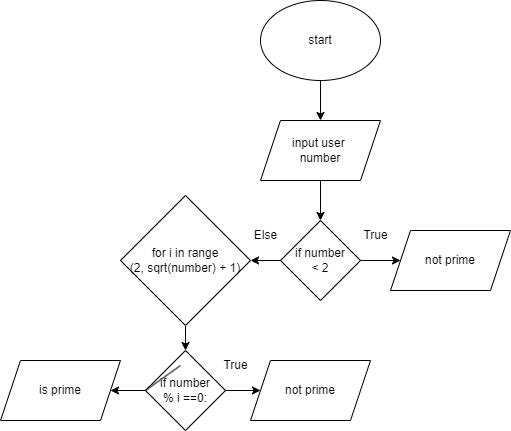 start
input user
number
Else
True
for i in range
(2, sqrt(number) + 1)
if number
< 2
not prime
True
is prime
if number
% i ==0:
not prime